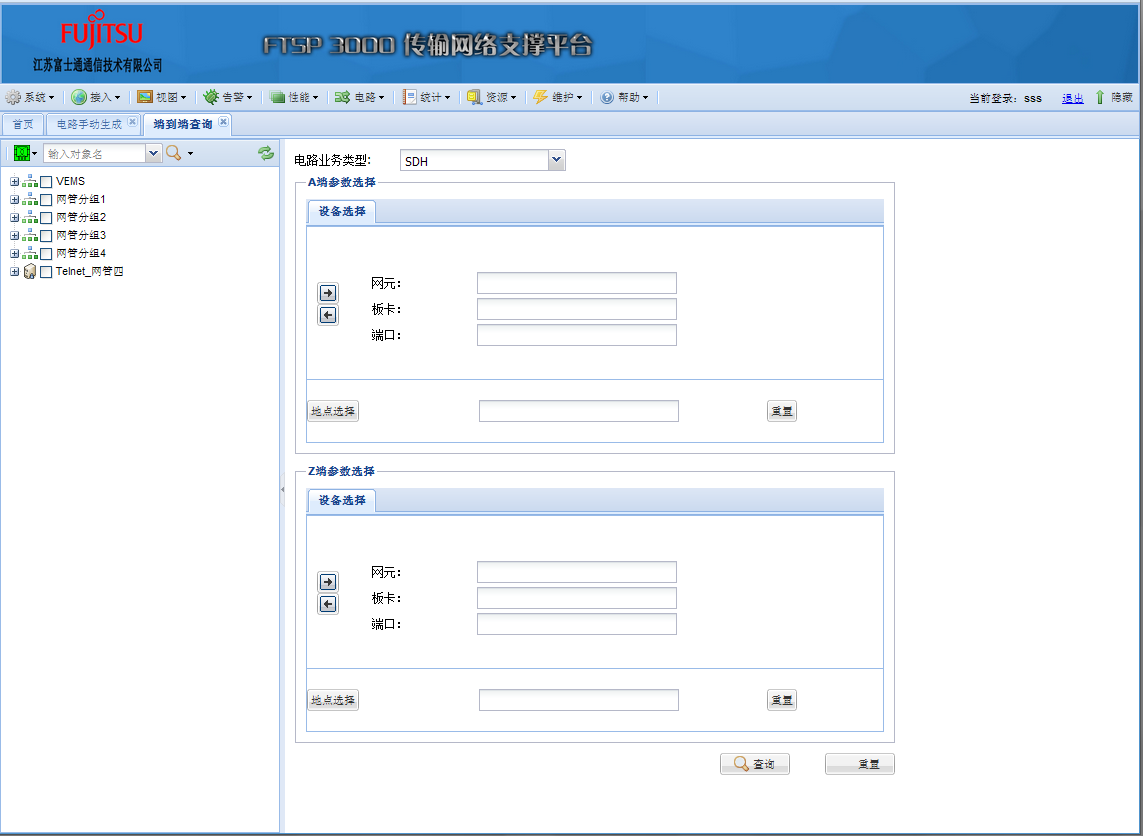 FUJITSU
江苏富士通通信技术有限公司
FTSP 3000 传输网络支撑平台
系统 接入 视图 告警 性能 电路 统计 资源 维护 帮助 当前登录: sss 退出 隐藏
首页 电路手动生成 端到端查询
输入对象名
VEMS
网管分组1
网管分组2
网管分组3
网管分组4
Telnet_网管四
电路业务类型: SDH
A端参数选择
设备选择
网元:
板卡:
端口:
地点选择 重置
Z端参数选择
设备选择
网元:
板卡:
端口:
地点选择 重置
查询 重置